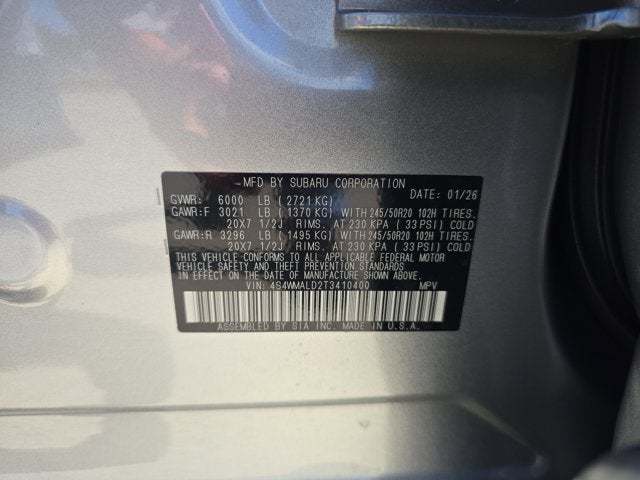 MFD BY SUBARU CORPORATION
DATE: 01/26
GVWR: 6000 LB ( 2721 KG)
GAWR:F 3021 LB ( 1370 KG) WITH 245/50R20 102H TIRES.
20X7 1/2J RIMS. AT 230 KPA ( 33 PSI) COLD
GAWR:R 3296 LB ( 1495 KG) WITH 245/50R20 102H TIRES.
20X7 1/2J RIMS. AT 230 KPA ( 33 PSI) COLD
THIS VEHICLE CONFORMS TO ALL APPLICABLE FEDERAL MOTOR
VEHICLE SAFETY AND THEFT PREVENTION STANDARDS
IN EFFECT ON THE DATE OF MANUFACTURE SHOWN ABOVE.
VIN: 4S4WMALD2T3410400 MPV
ASSEMBLED BY SIA INC. MADE IN U.S.A.